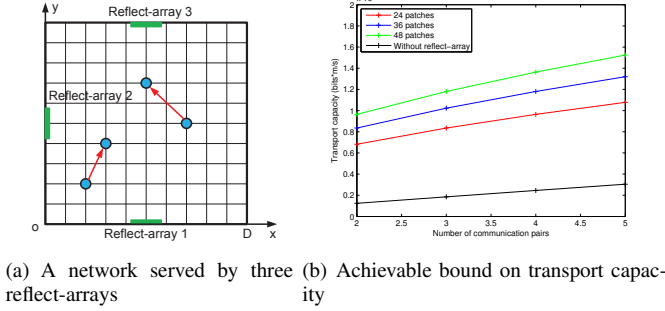 y
Reflect-array 3
Reflect-array 2
Reflect-array 1
o
D
x
2
1.8
1.6
1.4
1.2
1
0.8
0.6
0.4
0.2
0
Transport capacity (bits*m/s)
24 patches
36 patches
48 patches
Without reflect-array
2
2.5
3
3.5
4
4.5
5
Number of communication pairs
(a) A network served by three
reflect-arrays
(b) Achievable bound on transport capac-
ity